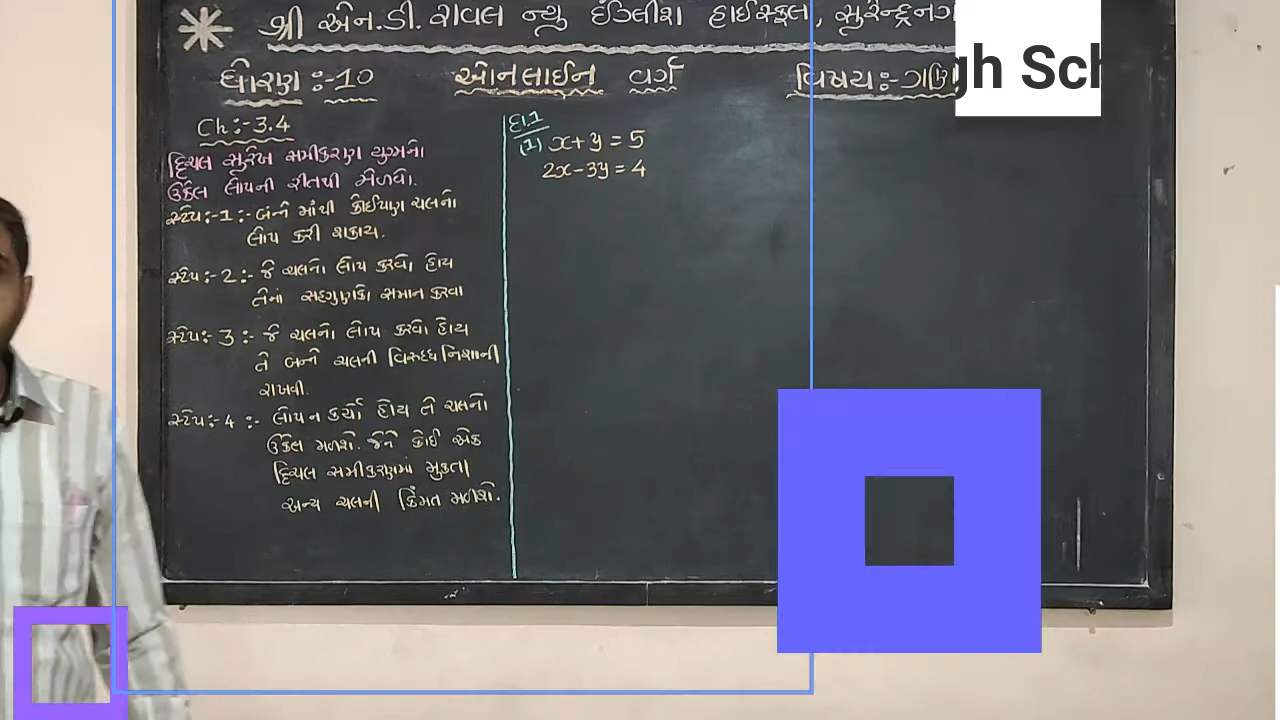 શ્રી એન.ડી. રાવલ ન્યુ ઇંગ્લીશ હાઈસ્કૂલ, સુરેન્દ્રનગ
gh Sch
ધોરણ :- 10 ઓનલાઈન વર્ગ વિષય:- ગણિ
Ch:- 3.4
દ્વિચલ સુરેખ સમીકરણ યુગ્મનો
ઉકેલ લોપની રીતથી મેળવો.
સ્ટેપ:-1:- બંને માંથી કોઈપણ ચલનો
લોપ કરી શકાય.
સ્ટેપ:-2:- જે ચલનો લોપ કરવો હોય
તેનાં સહગુણકો સમાન કરવા
સ્ટેપ:- 3 :- જે ચલનો લોપ કરવો હોય
તે બન્ને ચલની વિરુદ્ધ નિશાની
રાખવી.
સ્ટેપ:-4 :- લોપ ન કર્યો હોય તે ચલનો
ઉકેલ મળશે. જેને કોઈ એક
દ્વિચલ સમીકરણમાં મુકતા
અન્ય ચલની કિંમત મળીશે.
દા.1
(1) x + y = 5
2x - 3y = 4